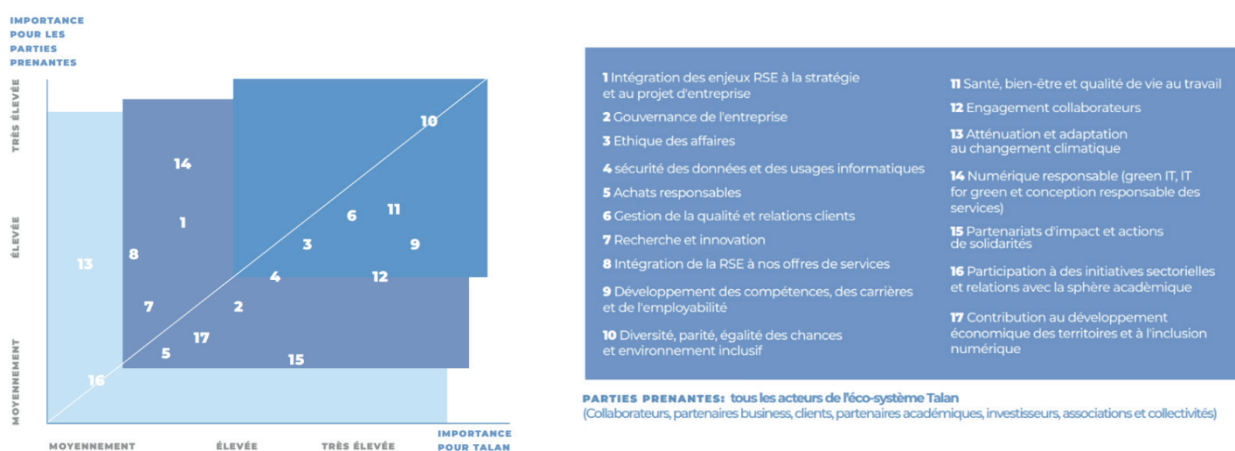 IMPORTANCE
POUR LES
PARTIES
PRENANTES
TRÈS ÉLEVÉE
ÉLEVÉE
MOYENNEMENT
10
14
11
6
1
3
9
8
13
4
12
7
2
17
5
15
16
MOYENNEMENT
ÉLEVÉE
TRÈS ÉLEVÉE
IMPORTANCE
POUR TALAN
1 Intégration des enjeux RSE à la stratégie
et au projet d'entreprise
2 Gouvernance de l'entreprise
3 Ethique des affaires
4 sécurité des données et des usages informatiques
5 Achats responsables
6 Gestion de la qualité et relations clients
7 Recherche et innovation
8 Intégration de la RSE à nos offres de services
9 Développement des compétences, des carrières
et de l'employabilité
10 Diversité, parité, égalité des chances
et environnement inclusif
11 Santé, bien-être et qualité de vie au travail
12 Engagement collaborateurs
13 Atténuation et adaptation
au changement climatique
14 Numérique responsable (green IT, IT
for green et conception responsable des
services)
15 Partenariats d'impact et actions
de solidarités
16 Participation à des initiatives sectorielles
et relations avec la sphère acadèmique
17 Contribution au développement
économique des territoires et à l'inclusion
numérique
PARTIES PRENANTES: tous les acteurs de l'éco-système Talan
(Collaborateurs, partenaires business, clients, partenaires académiques, investisseurs, associations et collectivités)